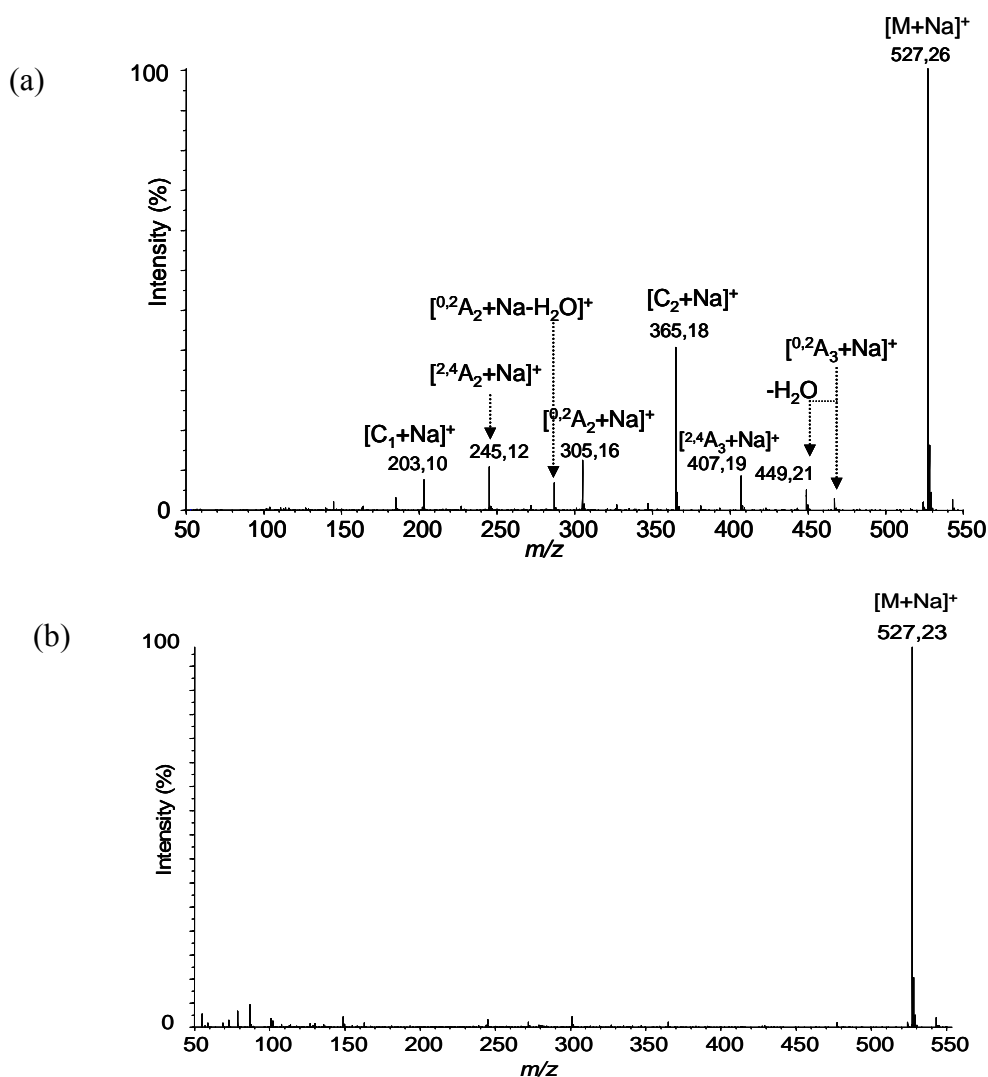 (a)
[M+Na]⁺
527,26
100
Intensity (%)
[⁰,²A₂+Na-H₂O]⁺
[C₂+Na]⁺
365,18
[⁰,²A₃+Na]⁺
[²,⁴A₂+Na]⁺
-H₂O
[⁰,²A₂+Na]⁺
[C₁+Na]⁺
245,12
305,16
[²,⁴A₃+Na]⁺
203,10
407,19
449,21
0
50 100 150 200 250 300 350 400 450 500 550
m/z
(b)
[M+Na]⁺
527,23
100
Intensity (%)
0
50 100 150 200 250 300 350 400 450 500 550
m/z